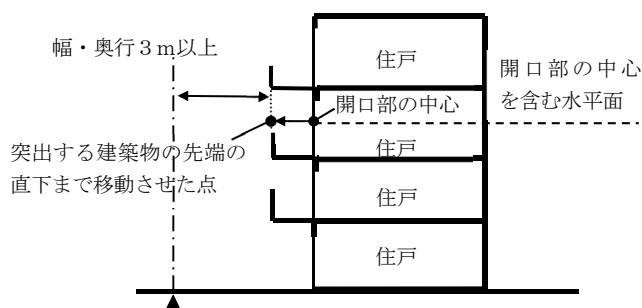 幅・奥行３ｍ以上
住戸
開口部の中心
を含む水平面
開口部の中心
突出する建築物の先端の
直下まで移動させた点
住戸
住戸
住戸